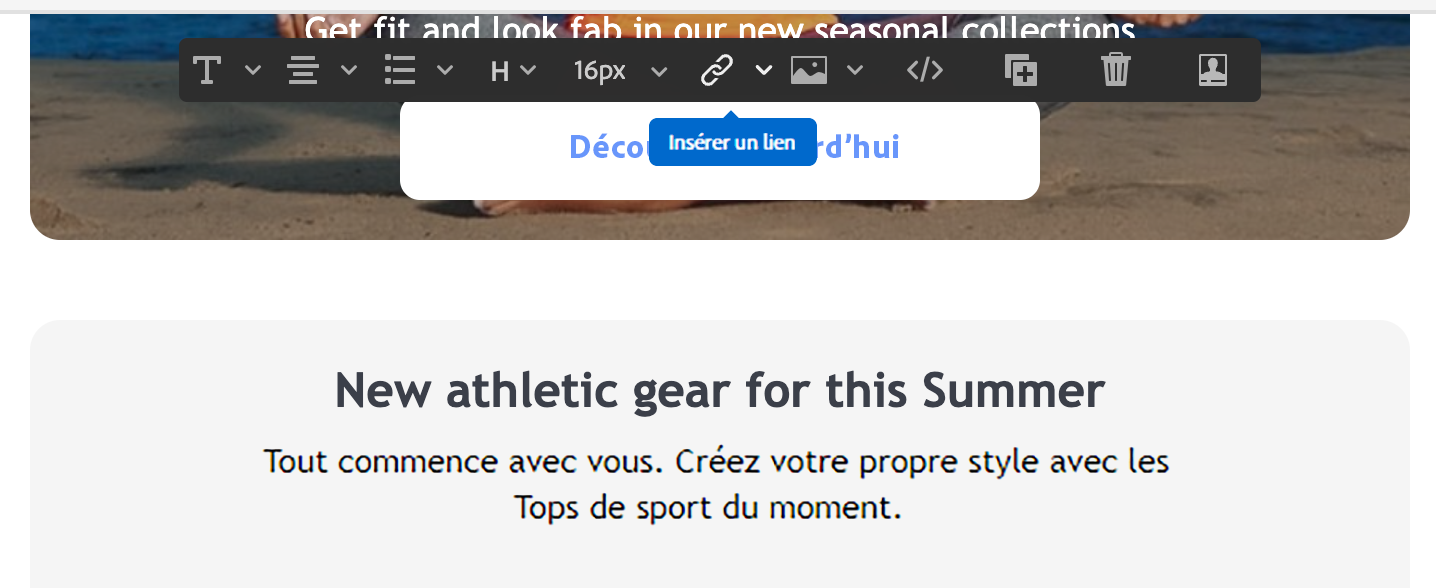 Get fit and look fab in our new seasonal collections
H 16px
Insérer un lien
New athletic gear for this Summer
Tout commence avec vous. Créez votre propre style avec les
Tops de sport du moment.